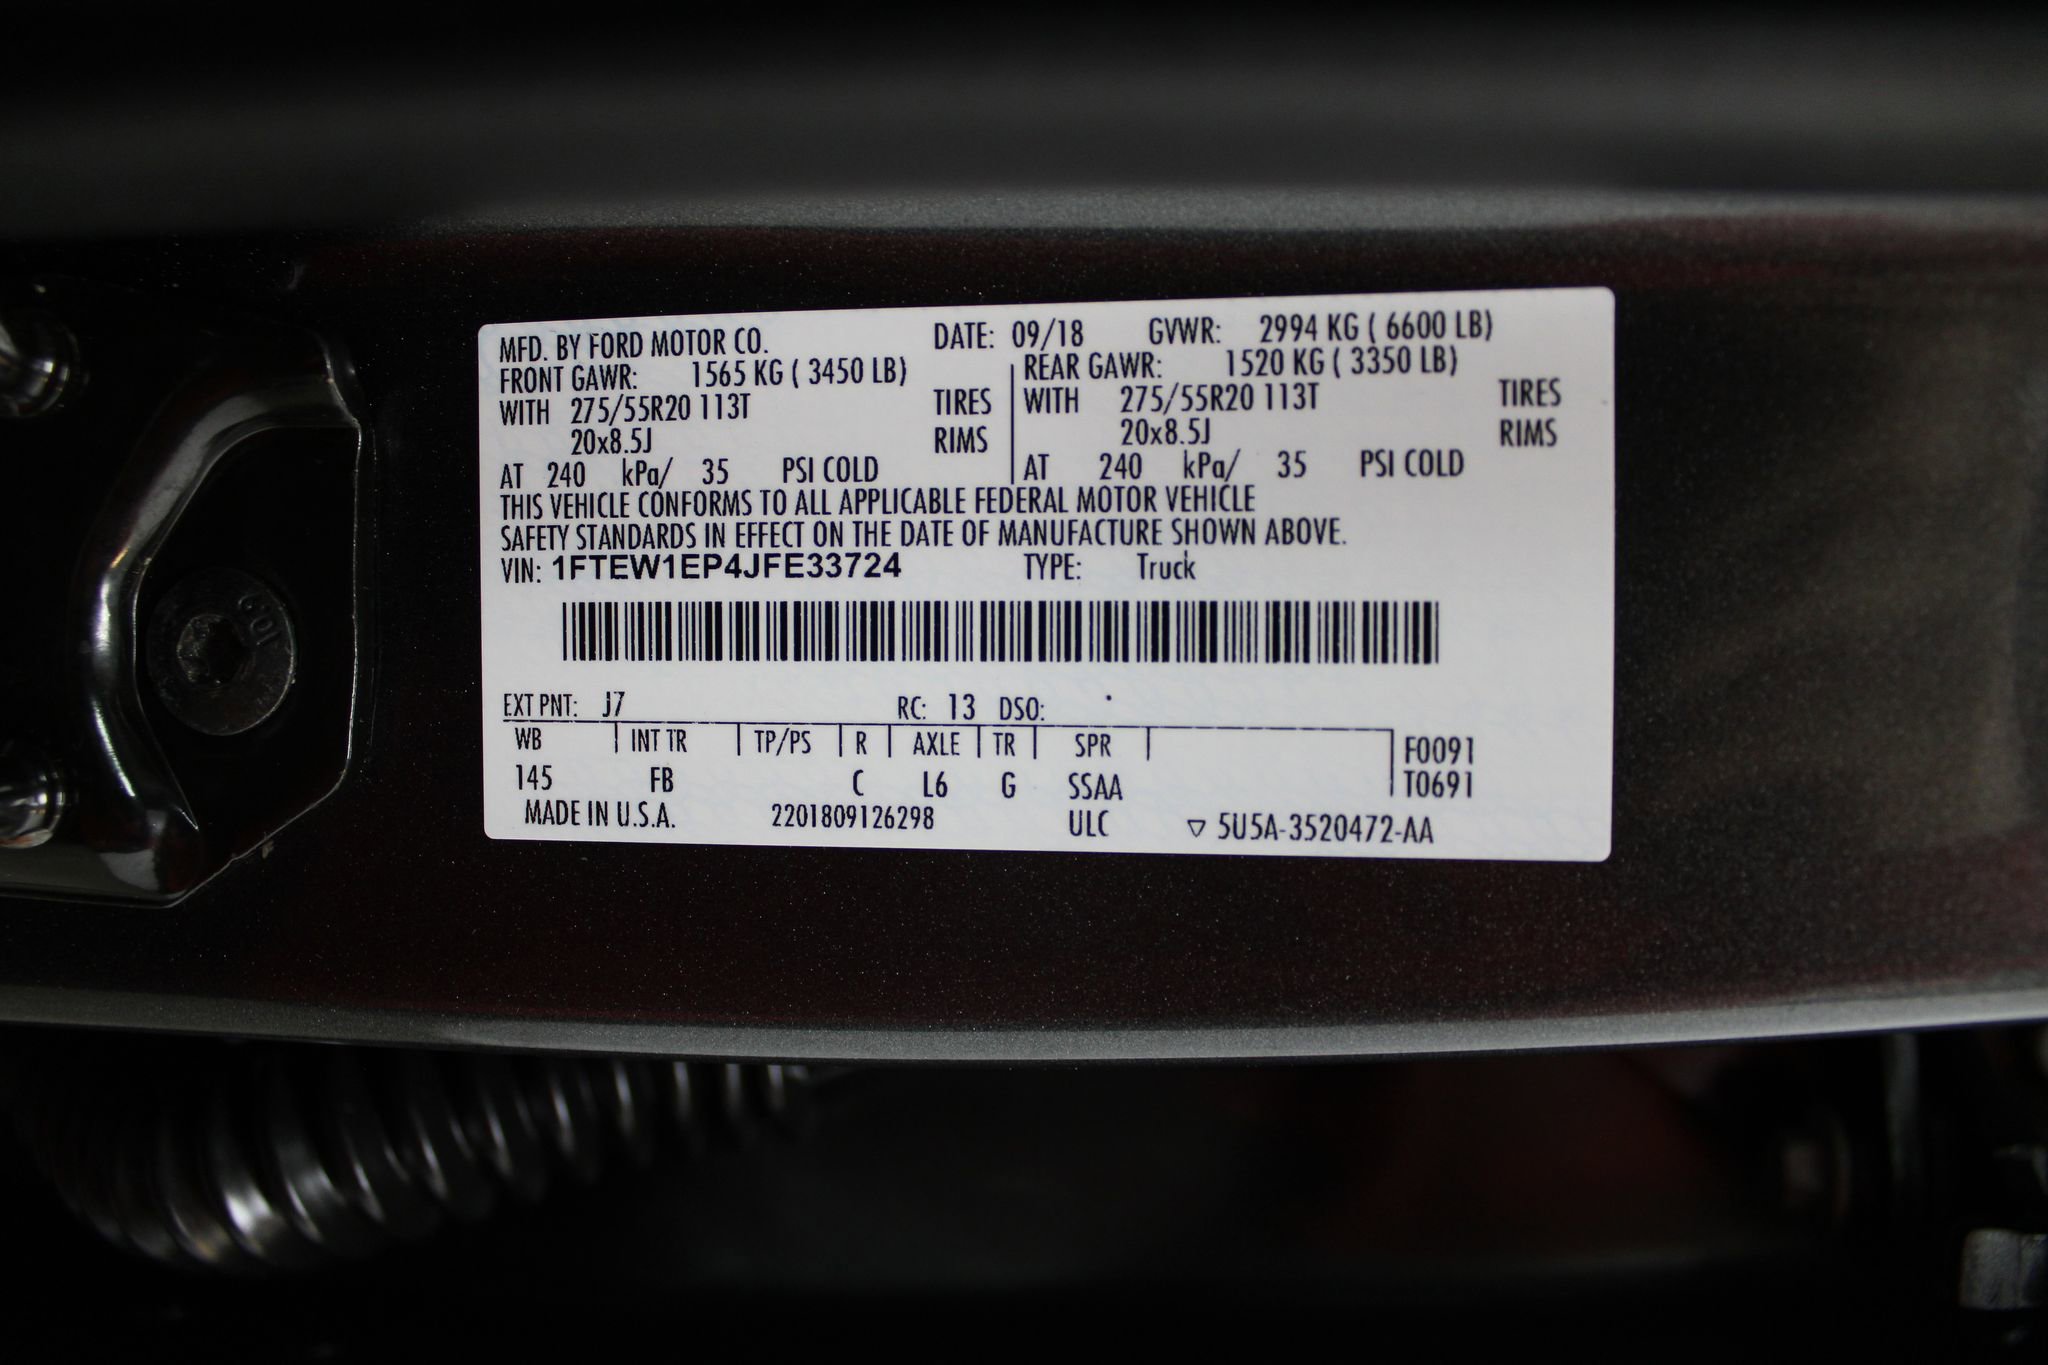 MFD. BY FORD MOTOR CO. DATE: 09/18 GVWR: 2994 KG ( 6600 LB)
FRONT GAWR: 1565 KG ( 3450 LB) REAR GAWR: 1520 KG ( 3350 LB)
WITH 275/55R20 113T TIRES WITH 275/55R20 113T TIRES
20x8.5J RIMS 20x8.5J RIMS
AT 240 kPa/ 35 PSI COLD AT 240 kPa/ 35 PSI COLD
THIS VEHICLE CONFORMS TO ALL APPLICABLE FEDERAL MOTOR VEHICLE
SAFETY STANDARDS IN EFFECT ON THE DATE OF MANUFACTURE SHOWN ABOVE.
VIN: 1FTEW1EP4JFE33724 TYPE: Truck
EXT PNT: J7 RC: 13 DSO:
WB INT TR TP/PS R AXLE TR SPR F0091
145 FB C L6 G SSAA T0691
MADE IN U.S.A. 2201809126298 ULC ▽ 5U5A-3520472-AA
10.9